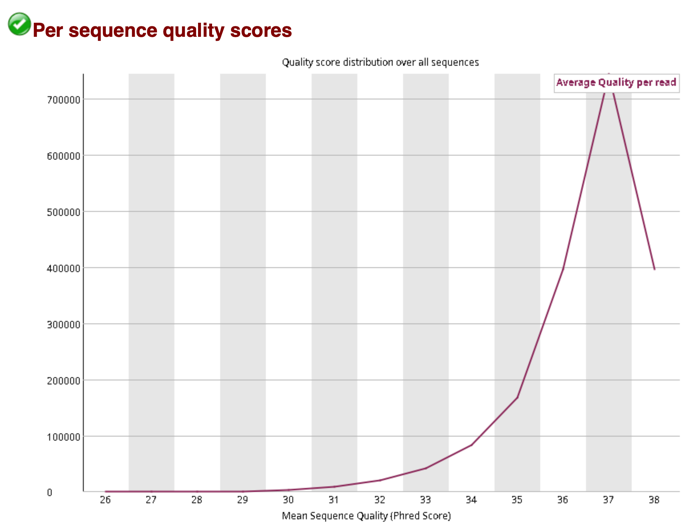 Per sequence quality scores
Quality score distribution over all sequences
Average Quality per read
700000
600000
500000
400000
300000
200000
100000
0
26 27 28 29 30 31 32 33 34 35 36 37 38
Mean Sequence Quality (Phred Score)